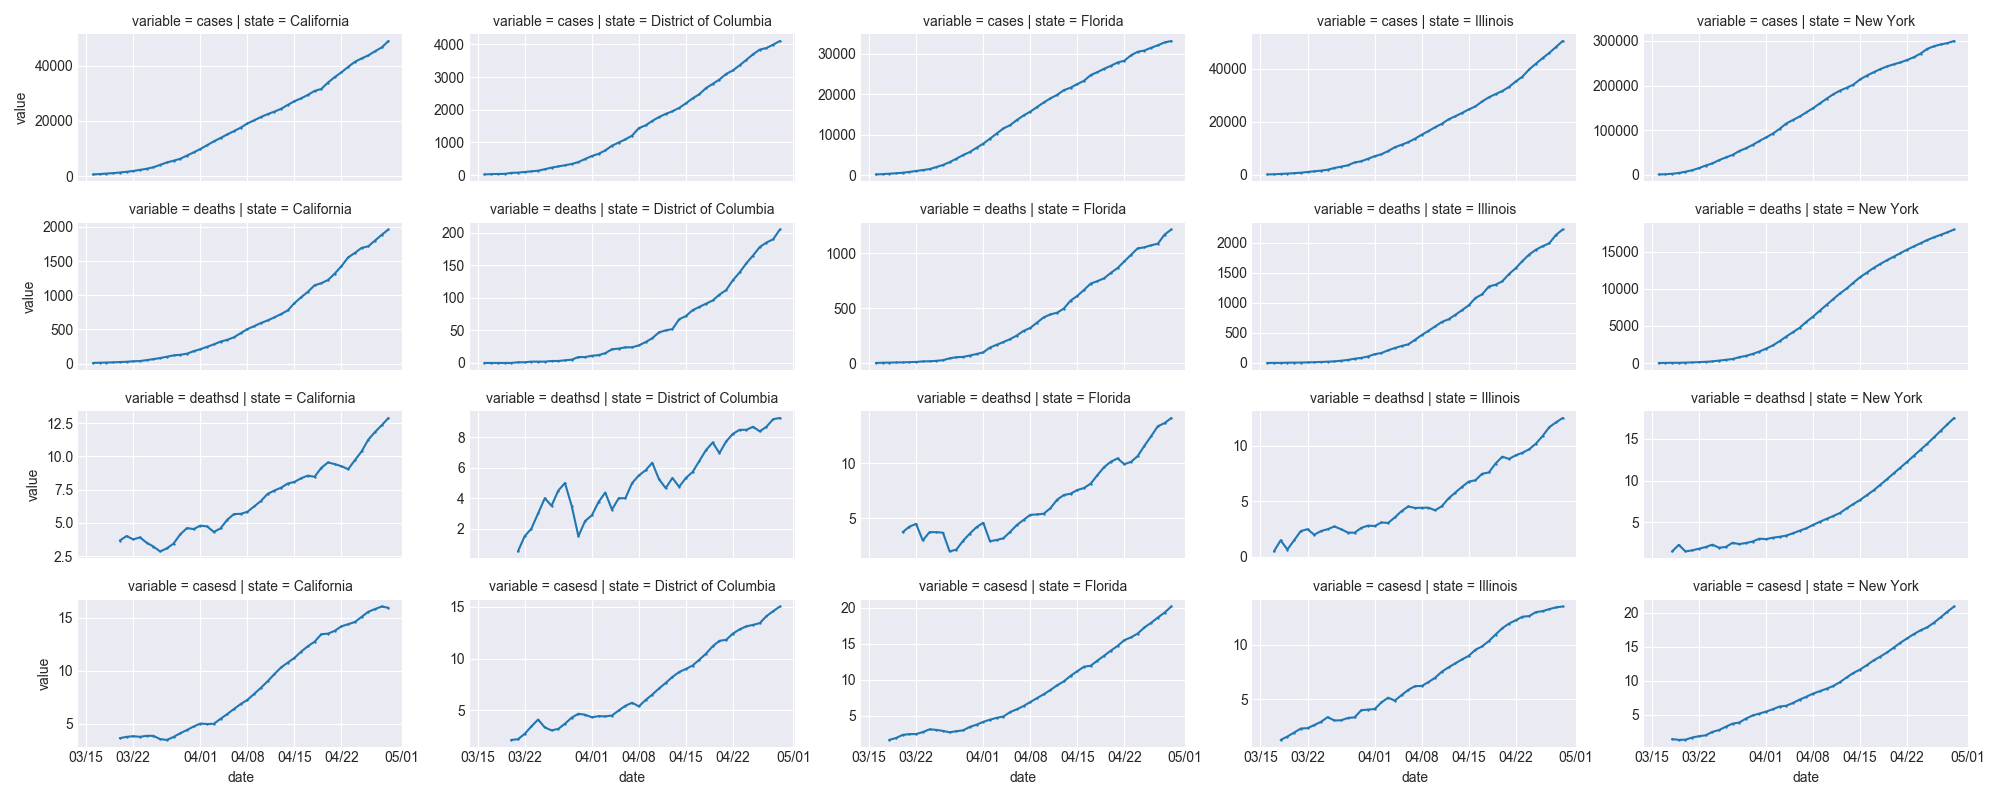 variable = cases | state = California
variable = cases | state = District of Columbia
variable = cases | state = Florida
variable = cases | state = Illinois
variable = cases | state = New York
value
40000
20000
0
4000
3000
2000
1000
0
30000
20000
10000
0
40000
20000
0
300000
200000
100000
0
variable = deaths | state = California
variable = deaths | state = District of Columbia
variable = deaths | state = Florida
variable = deaths | state = Illinois
variable = deaths | state = New York
value
2000
1500
1000
500
0
200
150
100
50
0
1000
500
0
2000
1500
1000
500
0
15000
10000
5000
0
variable = deathsd | state = California
variable = deathsd | state = District of Columbia
variable = deathsd | state = Florida
variable = deathsd | state = Illinois
variable = deathsd | state = New York
value
12.5
10.0
7.5
5.0
2.5
8
6
4
2
10
5
10
5
0
15
10
5
variable = casesd | state = California
variable = casesd | state = District of Columbia
variable = casesd | state = Florida
variable = casesd | state = Illinois
variable = casesd | state = New York
value
15
10
5
15
10
5
20
15
10
5
10
5
20
15
10
5
03/15 03/22 04/01 04/08 04/15 04/22 05/01
03/15 03/22 04/01 04/08 04/15 04/22 05/01
03/15 03/22 04/01 04/08 04/15 04/22 05/01
03/15 03/22 04/01 04/08 04/15 04/22 05/01
03/15 03/22 04/01 04/08 04/15 04/22 05/01
date
date
date
date
date